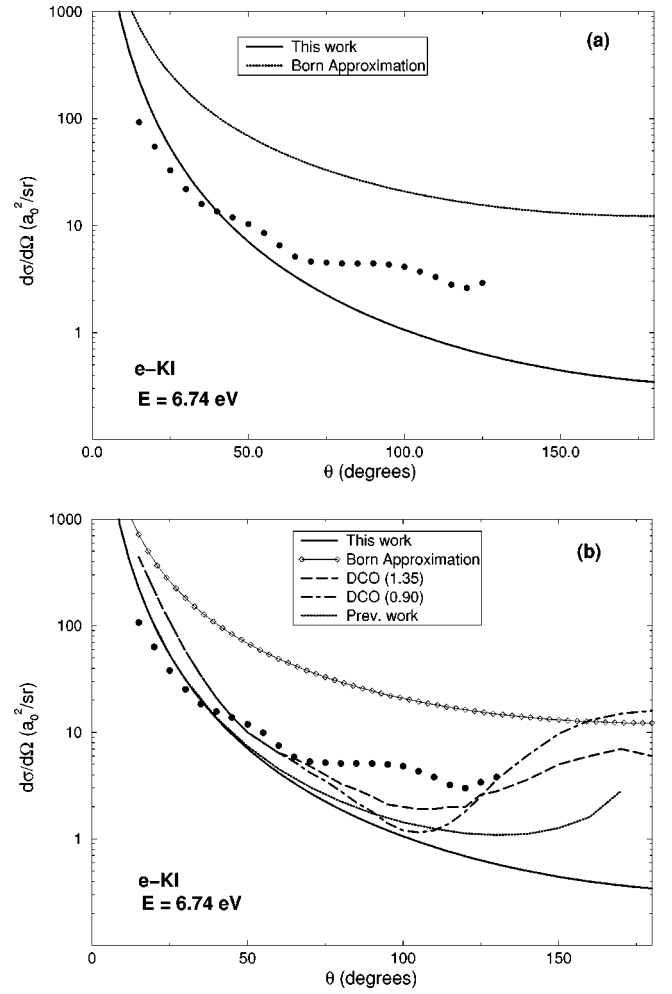 1000
This work
Born Approximation
(a)
100
dσ/dΩ (a₀²/sr)
10
1
e–KI
E = 6.74 eV
0.0
50.0
100.0
150.0
θ (degrees)
1000
This work
Born Approximation
DCO (1.35)
DCO (0.90)
Prev. work
(b)
100
dσ/dΩ (a₀²/sr)
10
1
e–KI
E = 6.74 eV
0
50
100
150
θ (degrees)